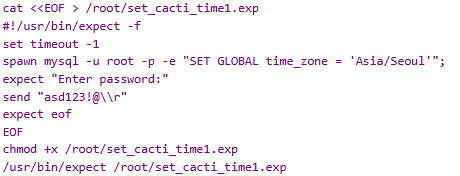 cat <<EOF > /root/set_cacti_time1.exp
#!/usr/bin/expect -f
set timeout -1
spawn mysql -u root -p -e "SET GLOBAL time_zone = 'Asia/Seoul'";
expect "Enter password:"
send "asd123!@\\r"
expect eof
EOF
chmod +x /root/set_cacti_time1.exp
/usr/bin/expect /root/set_cacti_time1.exp